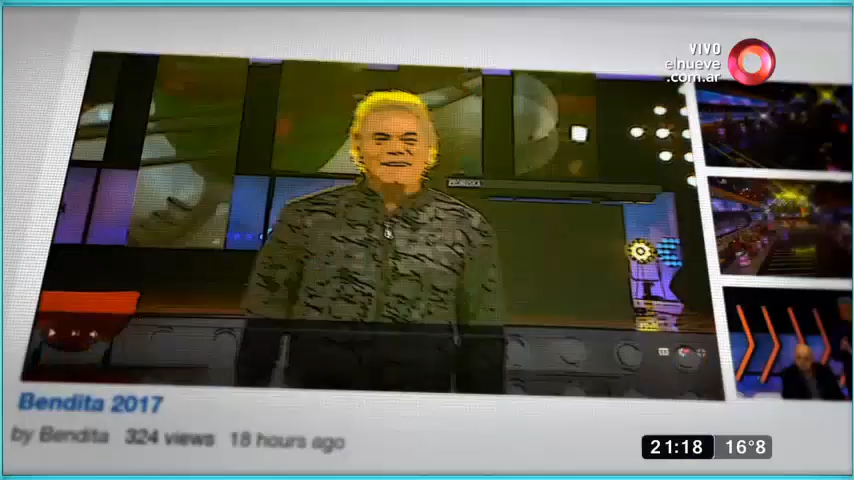 VIVO
elnueve
.com.ar
Bendita 2017
by Bendita 324 views 18 hours ago
21:18 16°8